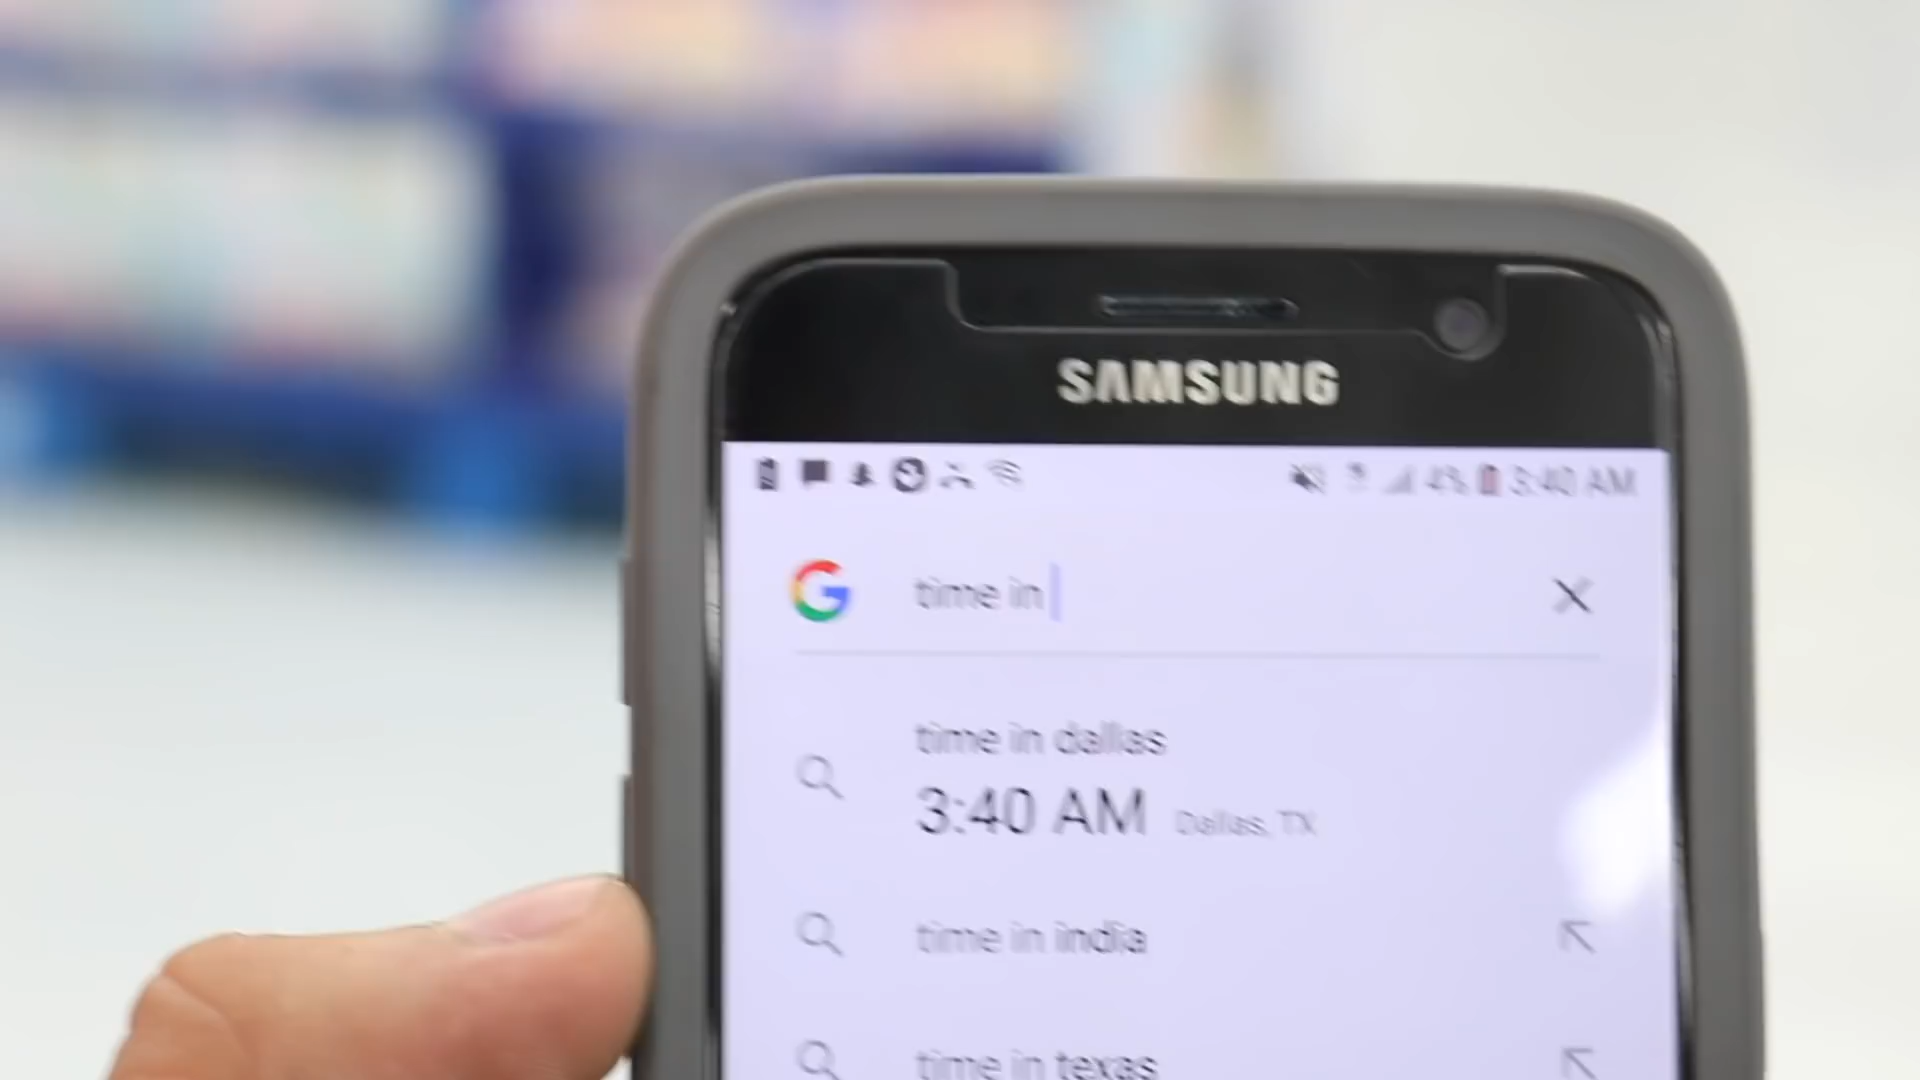 SAMSUNG
4% 3:40 AM
time in
time in dallas
3:40 AM Dallas, TX
time in india
time in texas